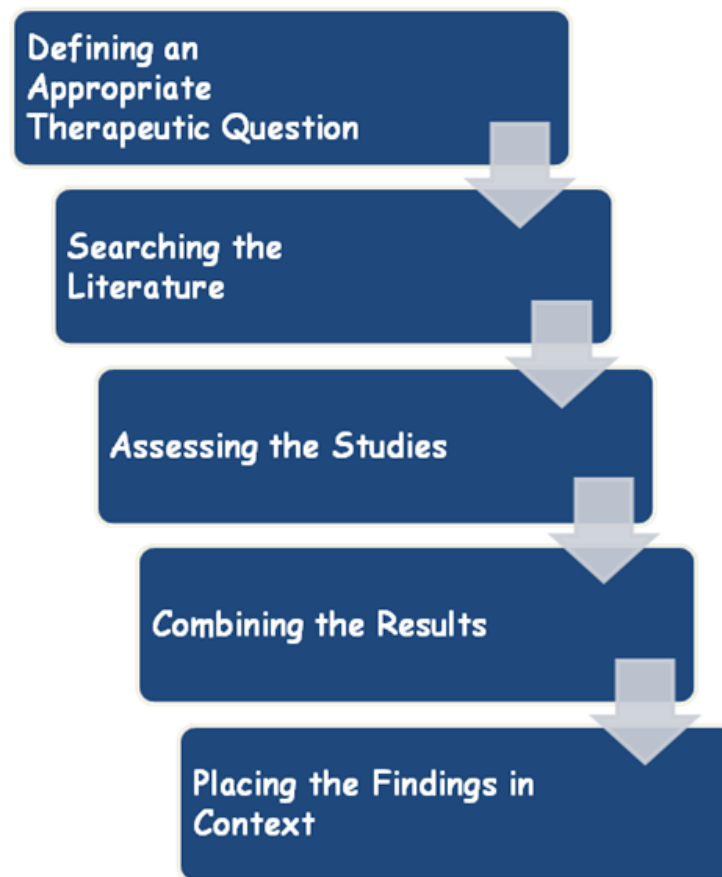 Defining an
Appropriate
Therapeutic Question
Searching the
Literature
Assessing the Studies
Combining the Results
Placing the Findings in
Context